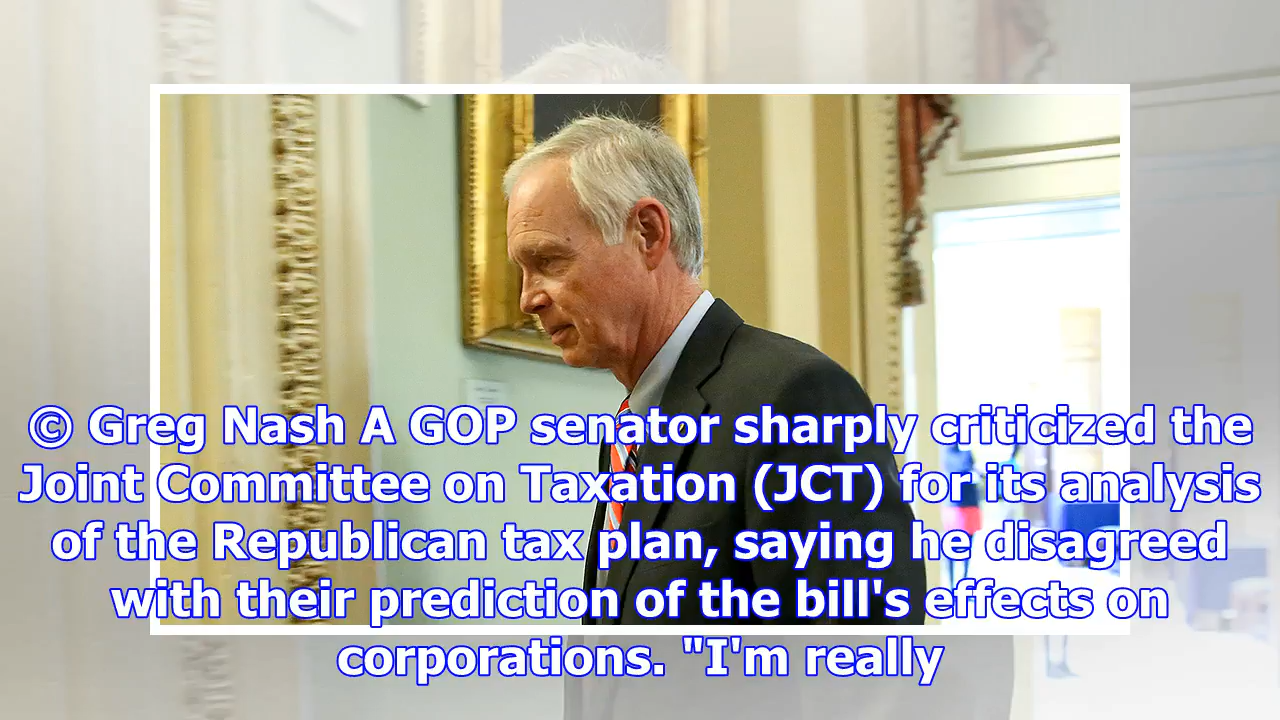 © Greg Nash A GOP senator sharply criticized the
Joint Committee on Taxation (JCT) for its analysis
of the Republican tax plan, saying he disagreed
with their prediction of the bill's effects on
corporations. "I'm really